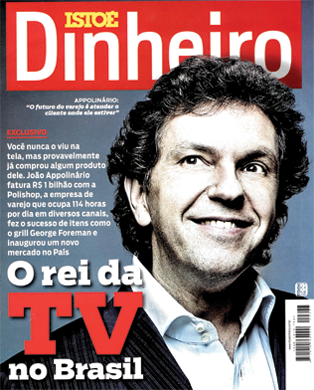 ISTOÉ
Dinheiro
APPOLINÁRIO:
"O futuro do varejo é atender o
cliente onde ele estiver"
EXCLUSIVO
Você nunca o viu na
tela, mas provavelmente
já comprou algum produto
dele. João Appolinário
fatura R$ 1 bilhão com a
Polishop, a empresa de
varejo que ocupa 114 horas
por dia em diversos canais,
fez o sucesso de itens como
o grill George Foreman e
inaugurou um novo
mercado no País
O rei da
TV
no Brasil